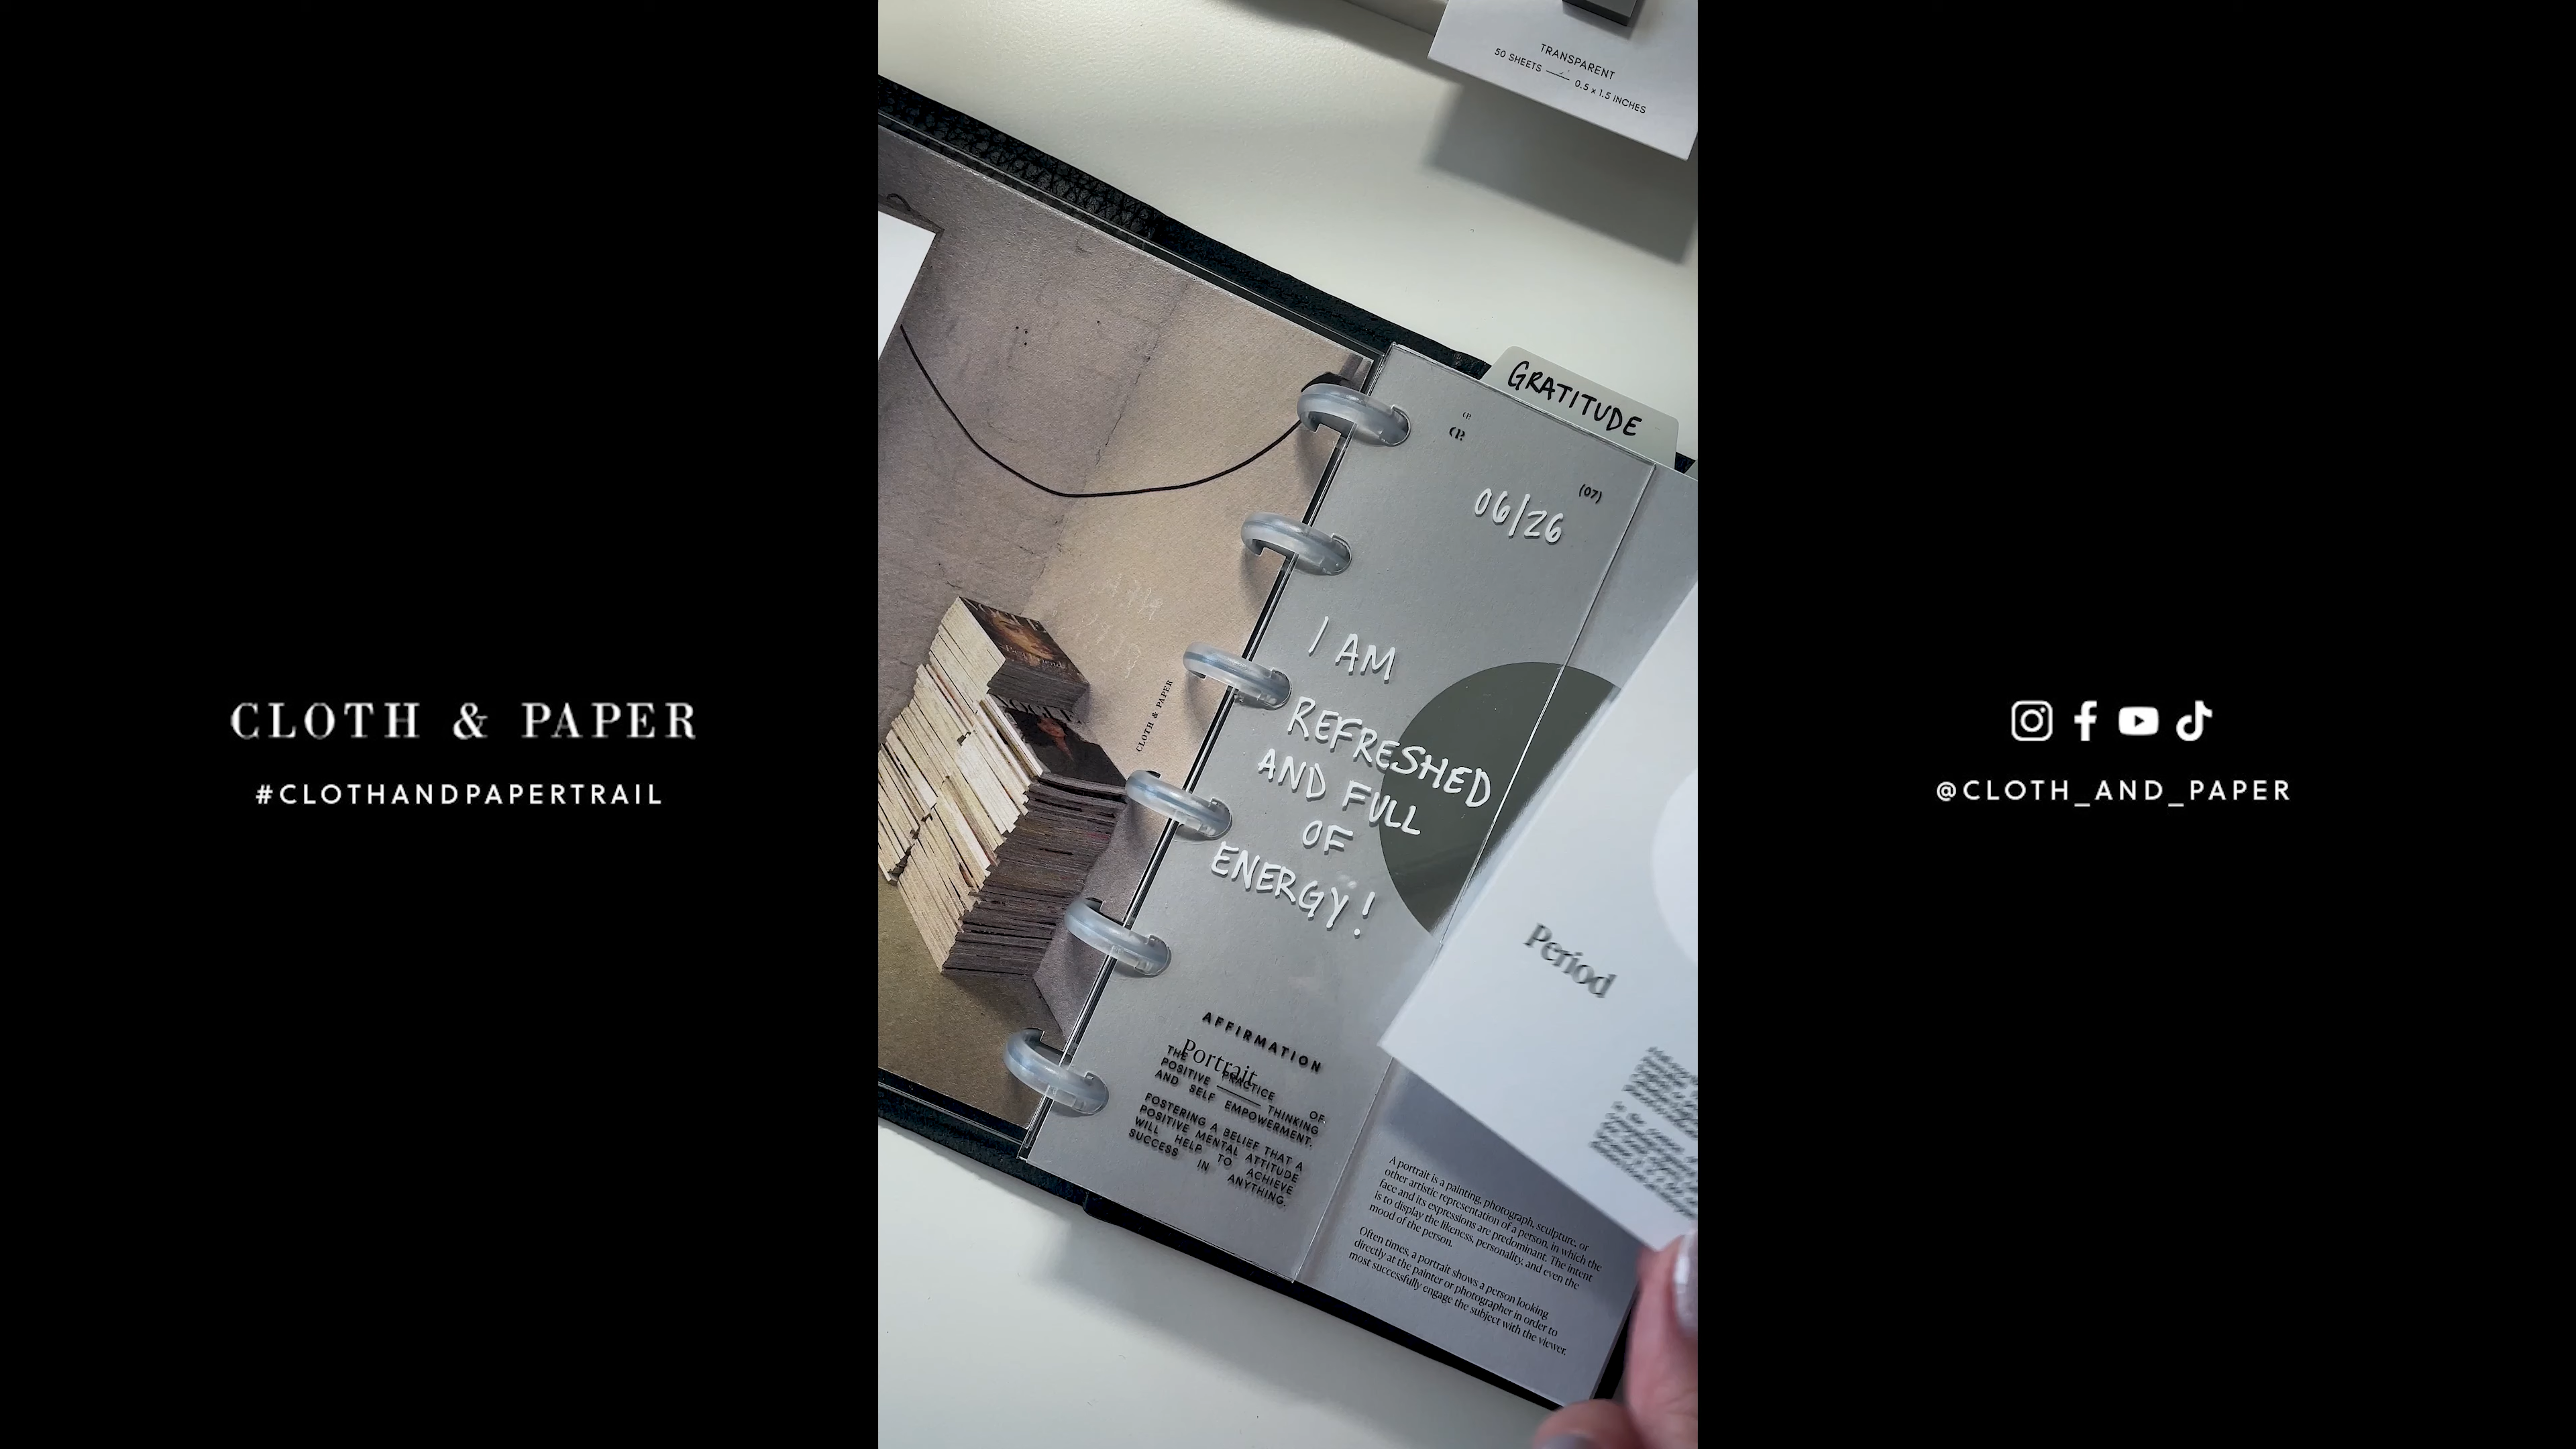 CLOTH & PAPER
#CLOTHANDPAPERTRAIL
TRANSPARENT
50 SHEETS — 0.5 x 1.5 INCHES
GRATITUDE
CP.
CP.
(07)
06/26
I AM
REFRESHED
AND FULL
OF
ENERGY!
CLOTH & PAPER
VOGUE
AFFIRMATION
Portrait
THE
POSITIVE PRACTICE OF
AND SELF THINKING
EMPOWERMENT.
FOSTERING A BELIEF THAT A
POSITIVE MENTAL ATTITUDE
WILL HELP TO ACHIEVE
SUCCESS IN ANYTHING.
Period
A portrait is a painting, photograph, sculpture, or
other artistic representation of a person, in which the
face and its expressions are predominant. The intent
is to display the likeness, personality, and even the
mood of the person.
Often times, a portrait shows a person looking
directly at the painter or photographer in order to
most successfully engage the subject with the viewer.
@CLOTH_AND_PAPER